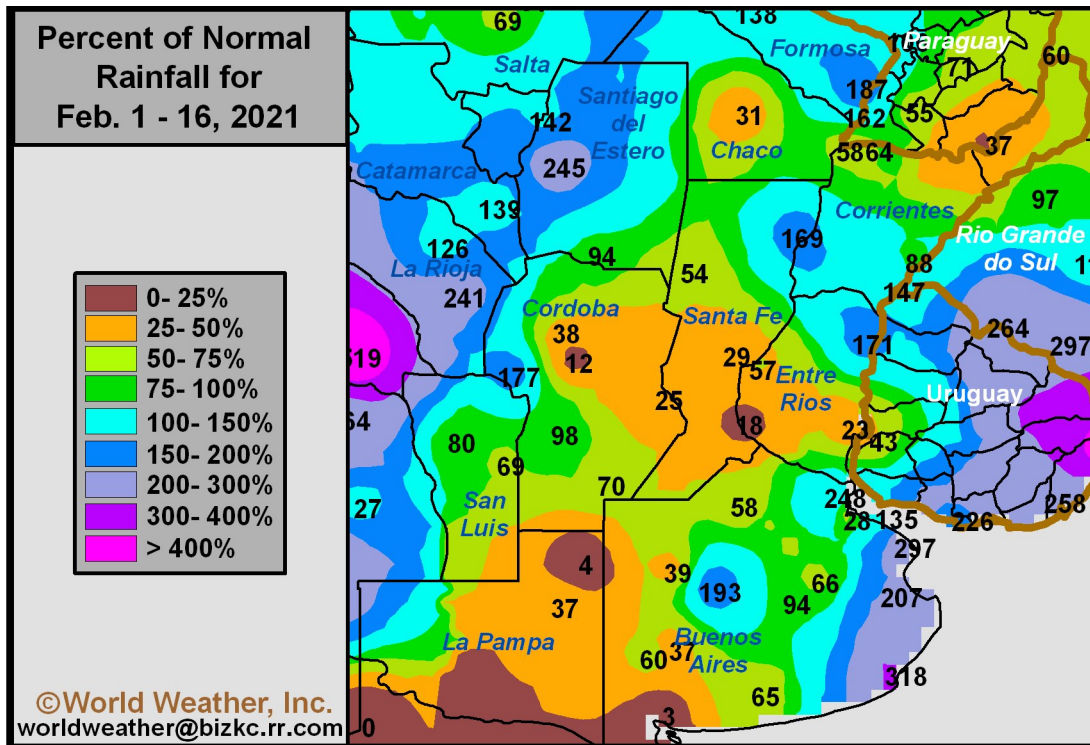 Percent of Normal
Rainfall for
Feb. 1 - 16, 2021
0- 25%
25- 50%
50- 75%
75- 100%
100- 150%
150- 200%
200- 300%
300- 400%
> 400%
©World Weather, Inc.
worldweather@bizkc.rr.com
69
138
Salta
Formosa
Paraguay
60
71
187
Santiago
del
Estero
142
31
162
55
Chaco
58
64
37
Catamarca
245
139
Corrientes
97
126
La Rioja
169
Rio Grande
do Sul
94
88
54
241
147
Cordoba
Santa Fe
38
264
297
171
519
12
29
57
177
Entre
Rios
Uruguay
25
64
18
23
43
80
98
69
70
San
Luis
27
58
248
28
135
226
258
297
4
39
193
66
94
207
37
La Pampa
Buenos
Aires
60
37
318
65
3
0